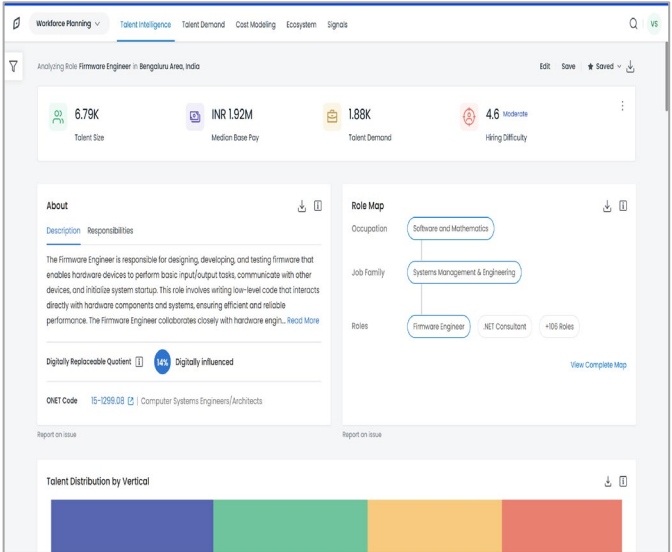 Workforce Planning Talent Intelligence Talent Demand Cost Modeling Ecosystem Signals VS
Analyzing Role Firmware Engineer in Bengaluru Area, India Edit Save ★ Saved
6.79K
Talent Size
INR 1.92M
Median Base Pay
1.88K
Talent Demand
4.6 Moderate
Hiring Difficulty
About
Description Responsibilities
The Firmware Engineer is responsible for designing, developing, and testing firmware that
enables hardware devices to perform basic input/output tasks, communicate with other
devices, and initialize system startup. This role involves writing low-level code that interacts
directly with hardware components and systems, ensuring efficient and reliable
performance. The Firmware Engineer collaborates closely with hardware engin... Read More
Digitally Replaceable Quotient 14% Digitally influenced
ONET Code 15-1299.08 | Computer Systems Engineers/Architects
Report an issue
Role Map
Occupation Software and Mathematics
Job Family Systems Management & Engineering
Roles Firmware Engineer .NET Consultant +106 Roles
View Complete Map
Report an issue
Talent Distribution by Vertical